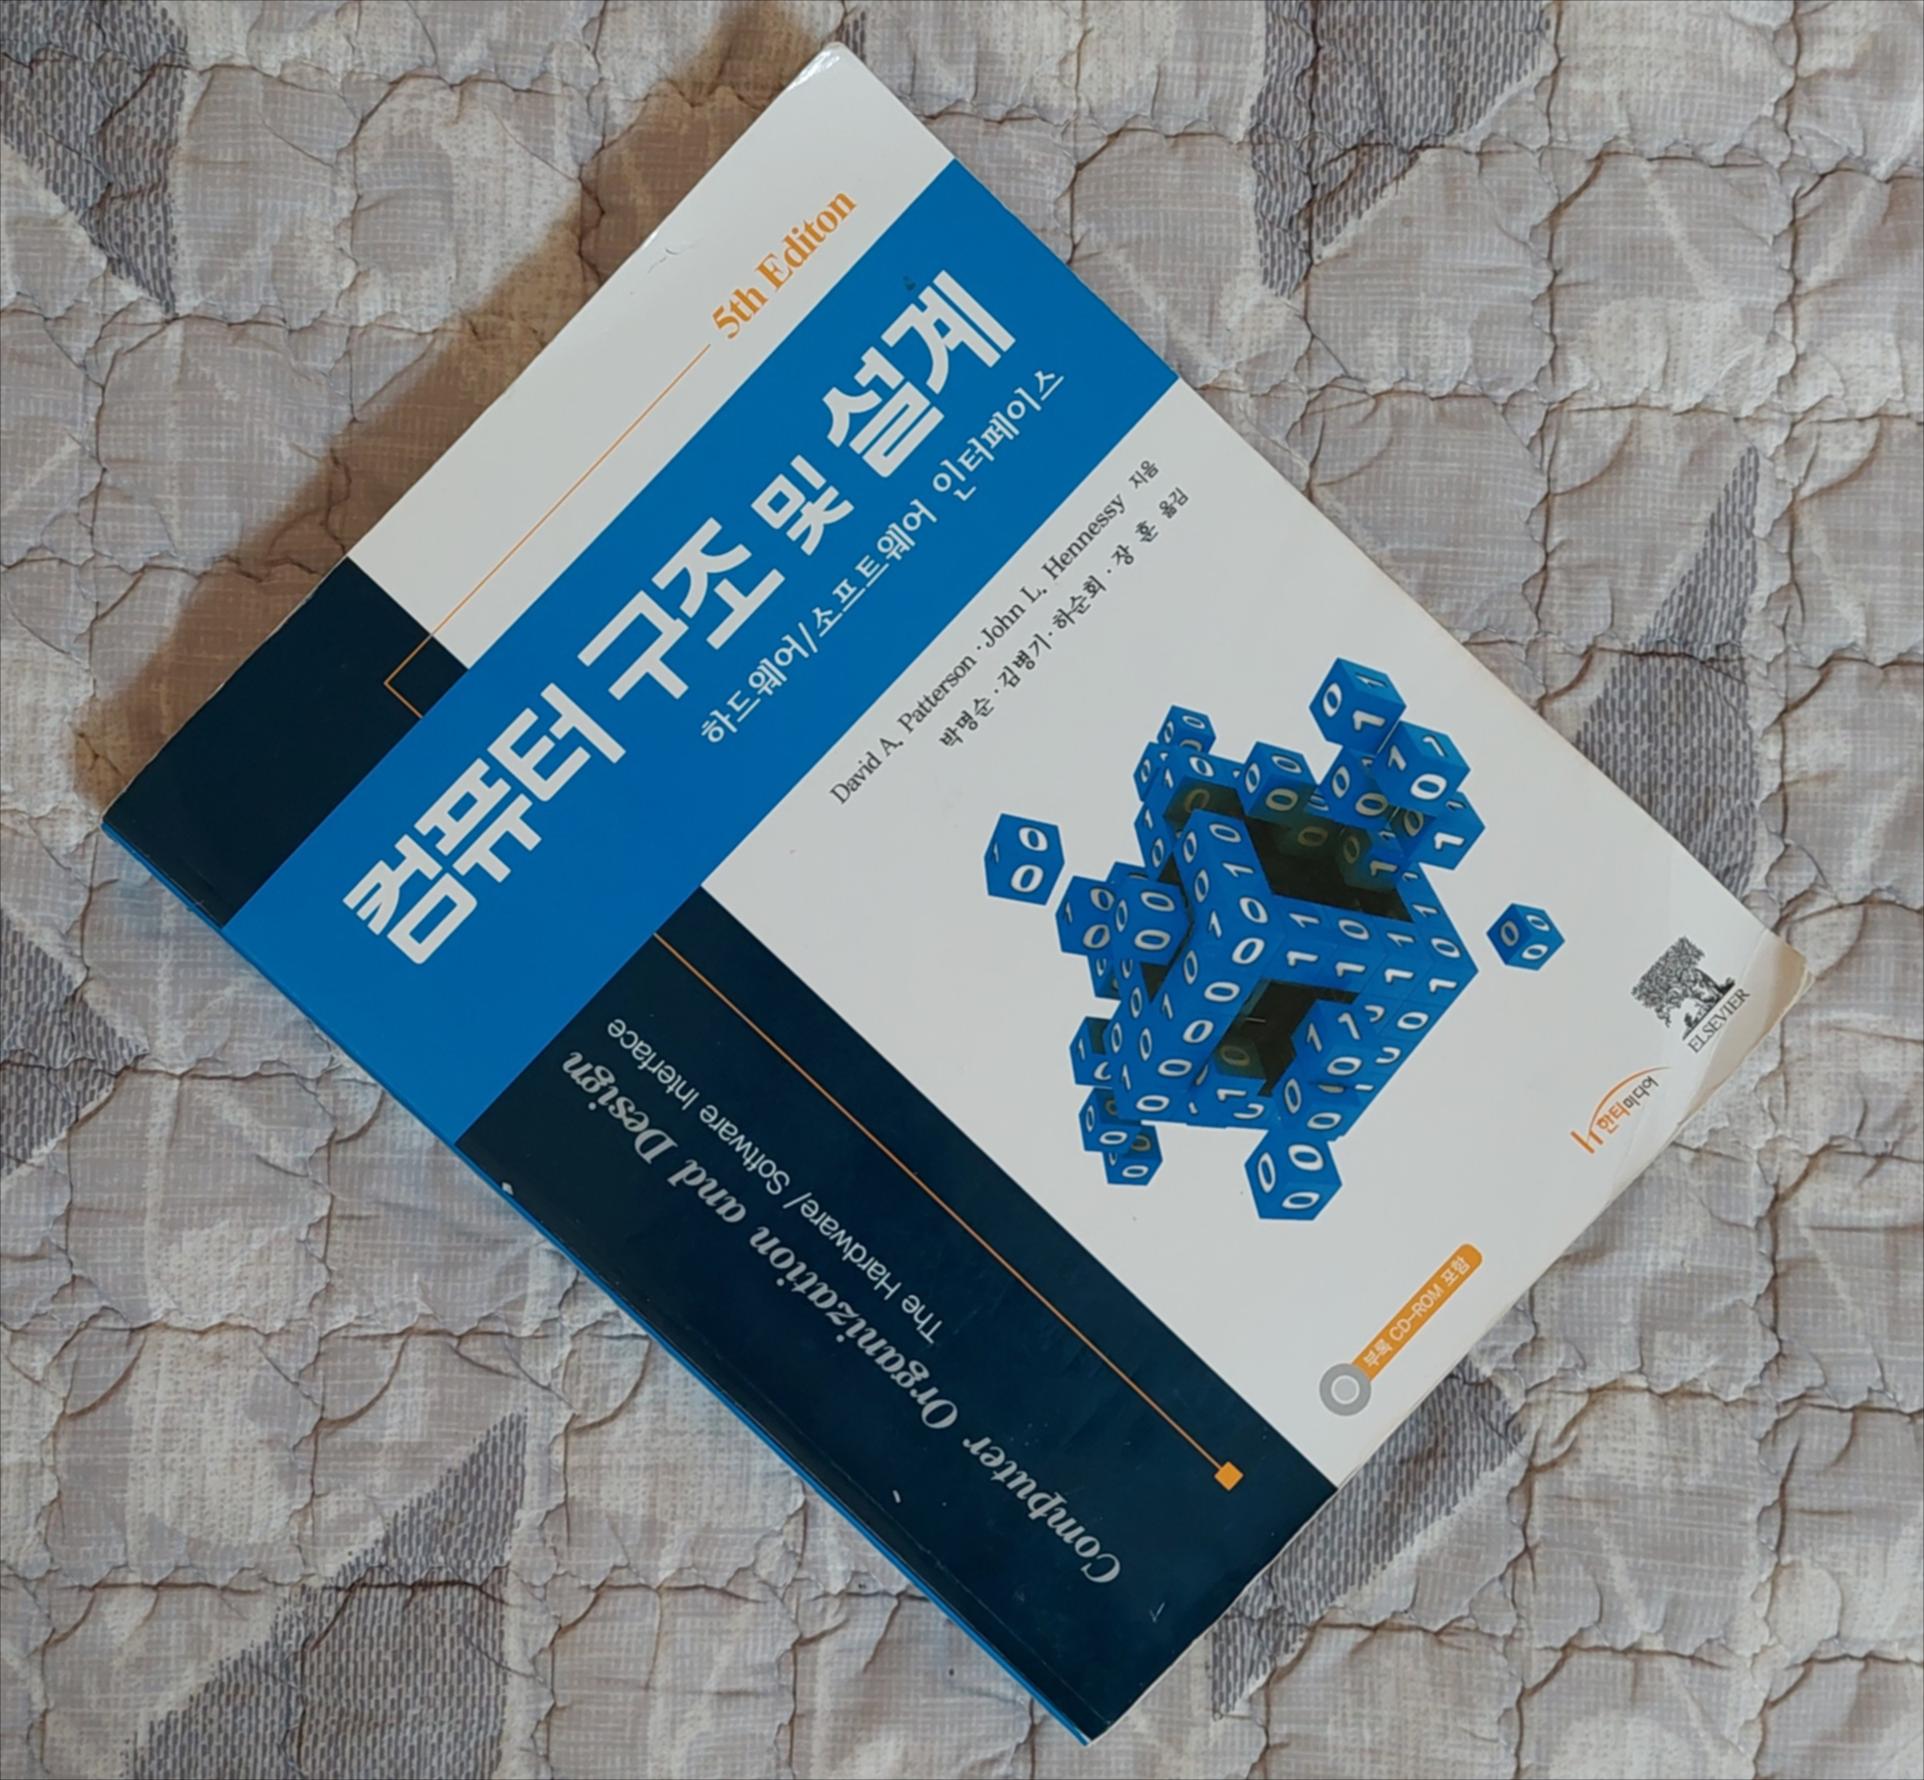 5th Editon
컴퓨터 구조 및 설계
하드웨어/소프트웨어 인터페이스
David A. Patterson · John L. Hennessy 지음
박명순 · 김병기 · 하순회 · 장 훈 옮김
Computer Organization and Design
The Hardware/ Software Interface
ELSEVIER
한티미디어
부록 CD-ROM 포함